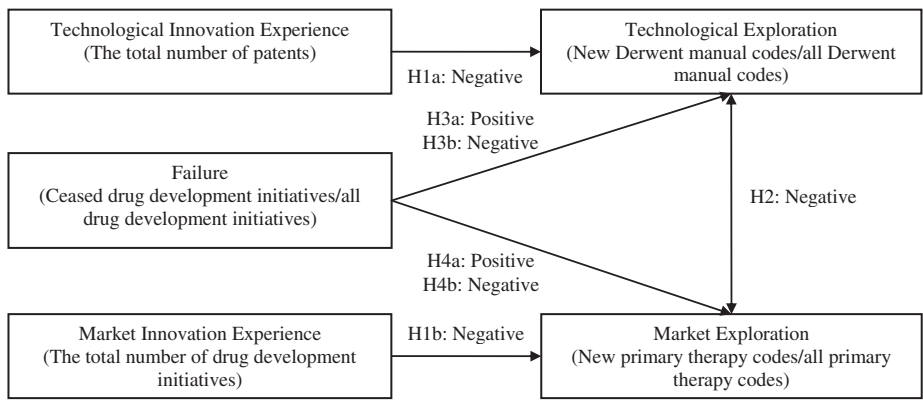 Technological Innovation Experience
(The total number of patents)
H1a: Negative
Technological Exploration
(New Derwent manual codes/all Derwent
manual codes)
H3a: Positive
H3b: Negative
Failure
(Ceased drug development initiatives/all
drug development initiatives)
H2: Negative
H4a: Positive
H4b: Negative
Market Innovation Experience
(The total number of drug development
initiatives)
H1b: Negative
Market Exploration
(New primary therapy codes/all primary
therapy codes)